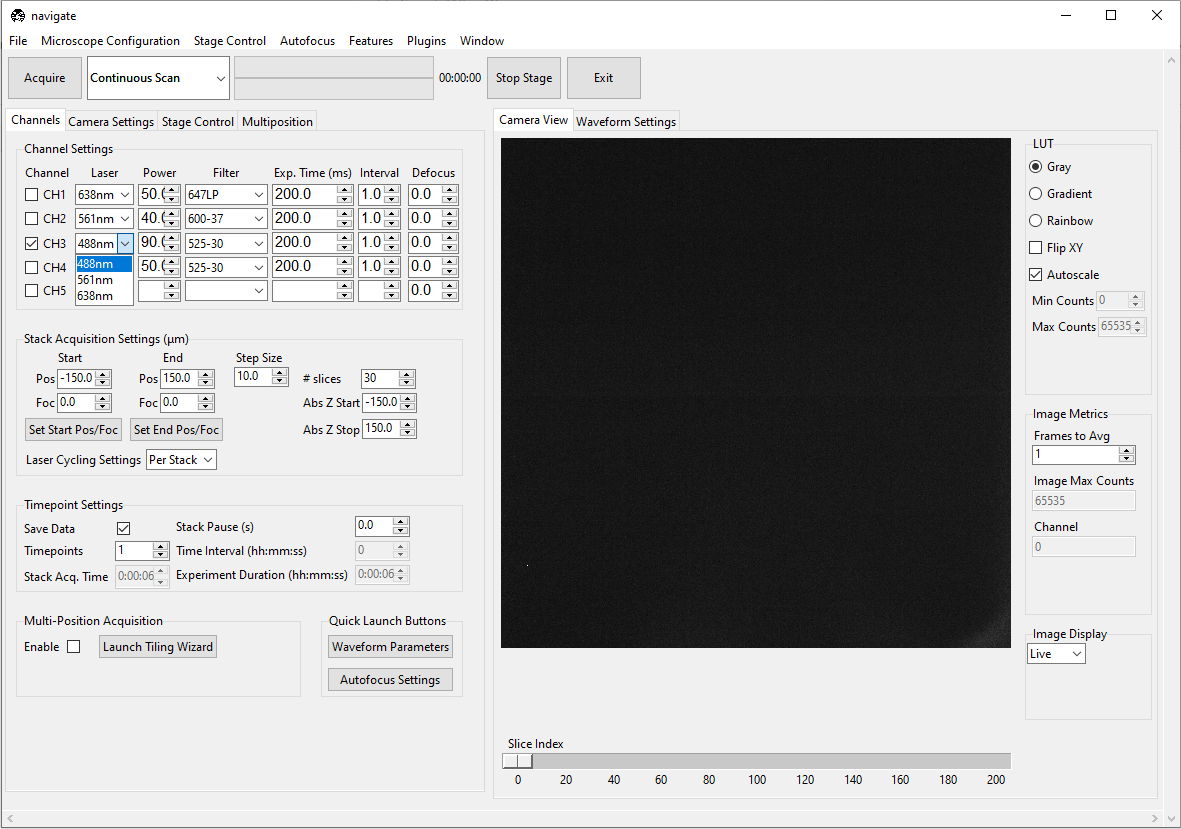 navigate
File Microscope Configuration Stage Control Autofocus Features Plugins Window
Acquire Continuous Scan 00:00:00 Stop Stage Exit
Channels Camera Settings Stage Control Multiposition
Channel Settings
Channel Laser Power Filter Exp. Time (ms) Interval Defocus
CH1 638nm 50.0 647LP 200.0 1.0 0.0
CH2 561nm 40.0 600-37 200.0 1.0 0.0
CH3 488nm 90.0 525-30 200.0 1.0 0.0
CH4 488nm 50.0 525-30 200.0 1.0 0.0
561nm
CH5 638nm 0.0
Stack Acquisition Settings (µm)
Start End Step Size
Pos -150.0 Pos 150.0 10.0 # slices 30
Foc 0.0 Foc 0.0 Abs Z Start -150.0
Set Start Pos/Foc Set End Pos/Foc Abs Z Stop 150.0
Laser Cycling Settings Per Stack
Timepoint Settings
Save Data Stack Pause (s) 0.0
Timepoints 1 Time Interval (hh:mm:ss) 0
Stack Acq. Time 0:00:06 Experiment Duration (hh:mm:ss) 0:00:06
Multi-Position Acquisition
Enable Launch Tiling Wizard
Quick Launch Buttons
Waveform Parameters
Autofocus Settings
Camera View Waveform Settings
Slice Index
0 20 40 60 80 100 120 140 160 180 200
LUT
Gray
Gradient
Rainbow
Flip XY
Autoscale
Min Counts 0
Max Counts 65535
Image Metrics
Frames to Avg
1
Image Max Counts
65535
Channel
0
Image Display
Live